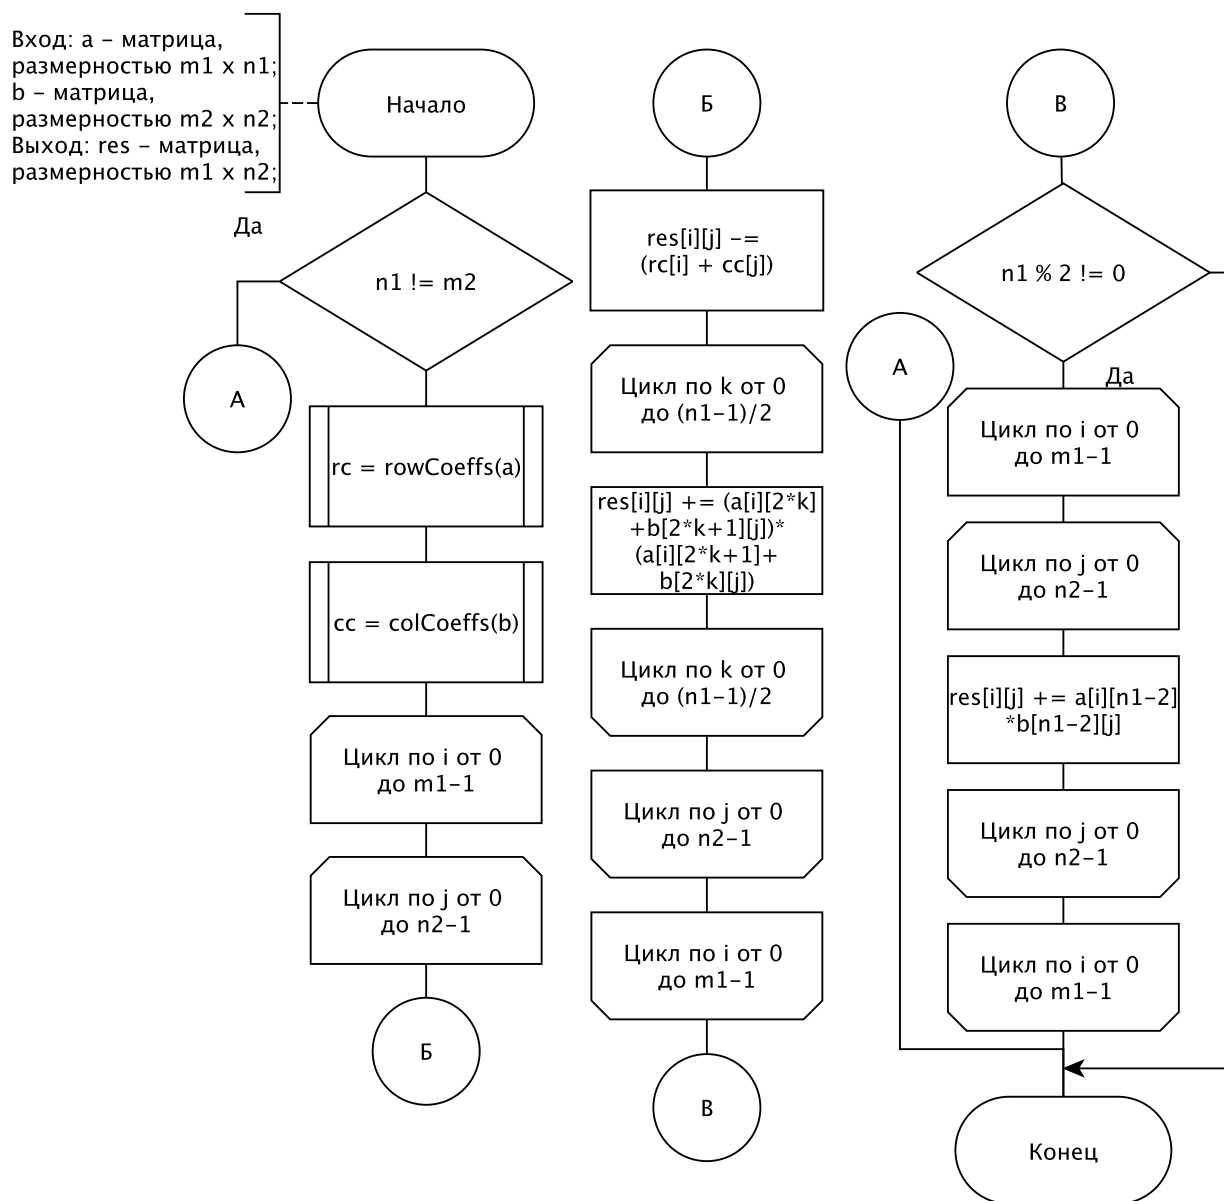 Вход: a – матрица,
размерностью m1 x n1;
b – матрица,
размерностью m2 x n2;
Выход: res – матрица,
размерностью m1 x n2;
Начало
Да
n1 != m2
А
rc = rowCoeffs(a)
cc = colCoeffs(b)
Цикл по i от 0
до m1–1
Цикл по j от 0
до n2–1
Б
Б
res[i][j] –=
(rc[i] + cc[j])
Цикл по k от 0
до (n1–1)/2
res[i][j] += (a[i][2*k]
+b[2*k+1][j])*
(a[i][2*k+1]+
b[2*k][j])
Цикл по k от 0
до (n1–1)/2
Цикл по j от 0
до n2–1
Цикл по i от 0
до m1–1
В
В
n1 % 2 != 0
А
Да
Цикл по i от 0
до m1–1
Цикл по j от 0
до n2–1
res[i][j] += a[i][n1–2]
*b[n1–2][j]
Цикл по j от 0
до n2–1
Цикл по i от 0
до m1–1
Конец